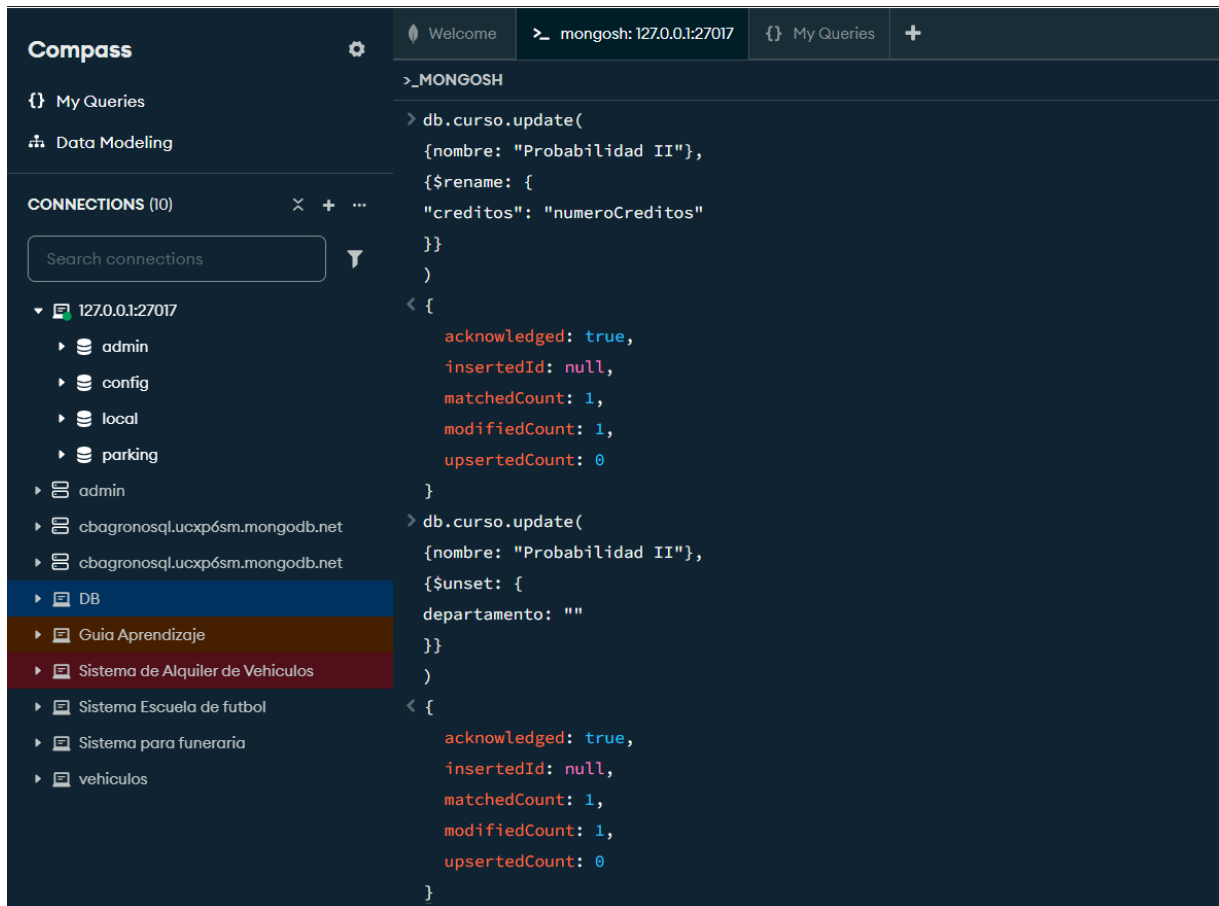 Compass
{} My Queries
Data Modeling
CONNECTIONS (10)
Search connections
127.0.0.1:27017
admin
config
local
parking
admin
cbagronosql.ucxp6sm.mongodb.net
cbagronosql.ucxp6sm.mongodb.net
DB
Guia Aprendizaje
Sistema de Alquiler de Vehiculos
Sistema Escuela de futbol
Sistema para funeraria
vehiculos
Welcome
>_ mongosh: 127.0.0.1:27017
{} My Queries
>_MONGOSH
> db.curso.update(
{nombre: "Probabilidad II"},
{$rename: {
"creditos": "numeroCreditos"
}}
)
< {
acknowledged: true,
insertedId: null,
matchedCount: 1,
modifiedCount: 1,
upsertedCount: 0
}
> db.curso.update(
{nombre: "Probabilidad II"},
{$unset: {
departamento: ""
}}
)
< {
acknowledged: true,
insertedId: null,
matchedCount: 1,
modifiedCount: 1,
upsertedCount: 0
}